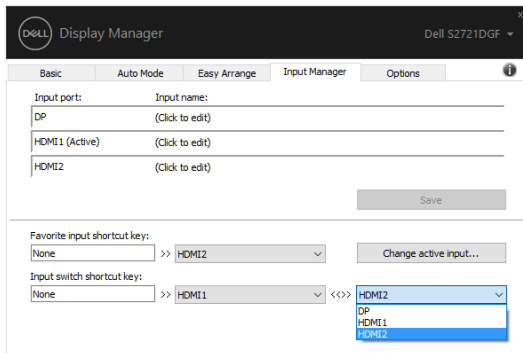 DELL Display Manager
Dell S2721DGF
Basic Auto Mode Easy Arrange Input Manager Options
Input port: Input name:
DP (Click to edit)
HDMI1 (Active) (Click to edit)
HDMI2 (Click to edit)
Save
Favorite input shortcut key:
None >> HDMI2 Change active input...
Input switch shortcut key:
None >> HDMI1 <<>> HDMI2
DP
HDMI1
HDMI2